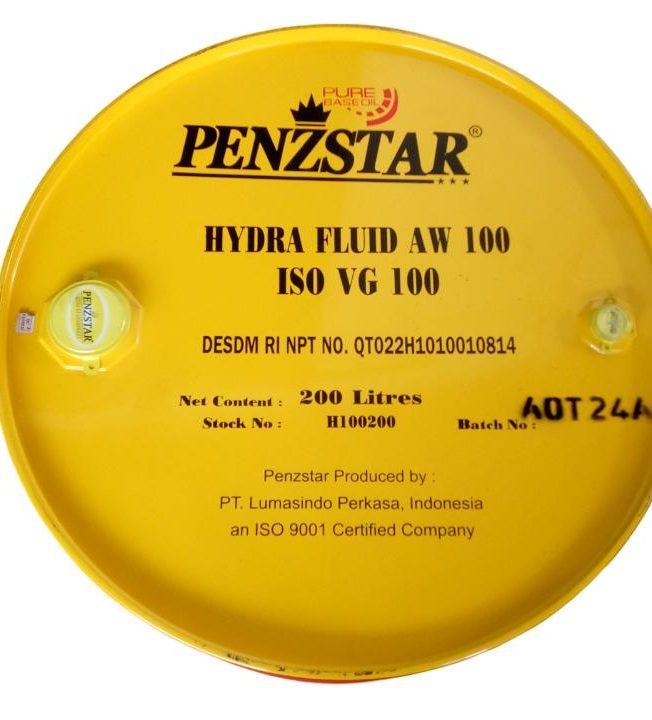 PURE
BASE OIL
PENZSTAR®
HYDRA FLUID AW 100
ISO VG 100
PENZSTAR
DESDM RI NPT NO. QT022H1010010814
Net Content : 200 Litres
Stock No : H100200
Batch No : AOT24A
Penzstar Produced by :
PT. Lumasindo Perkasa, Indonesia
an ISO 9001 Certified Company